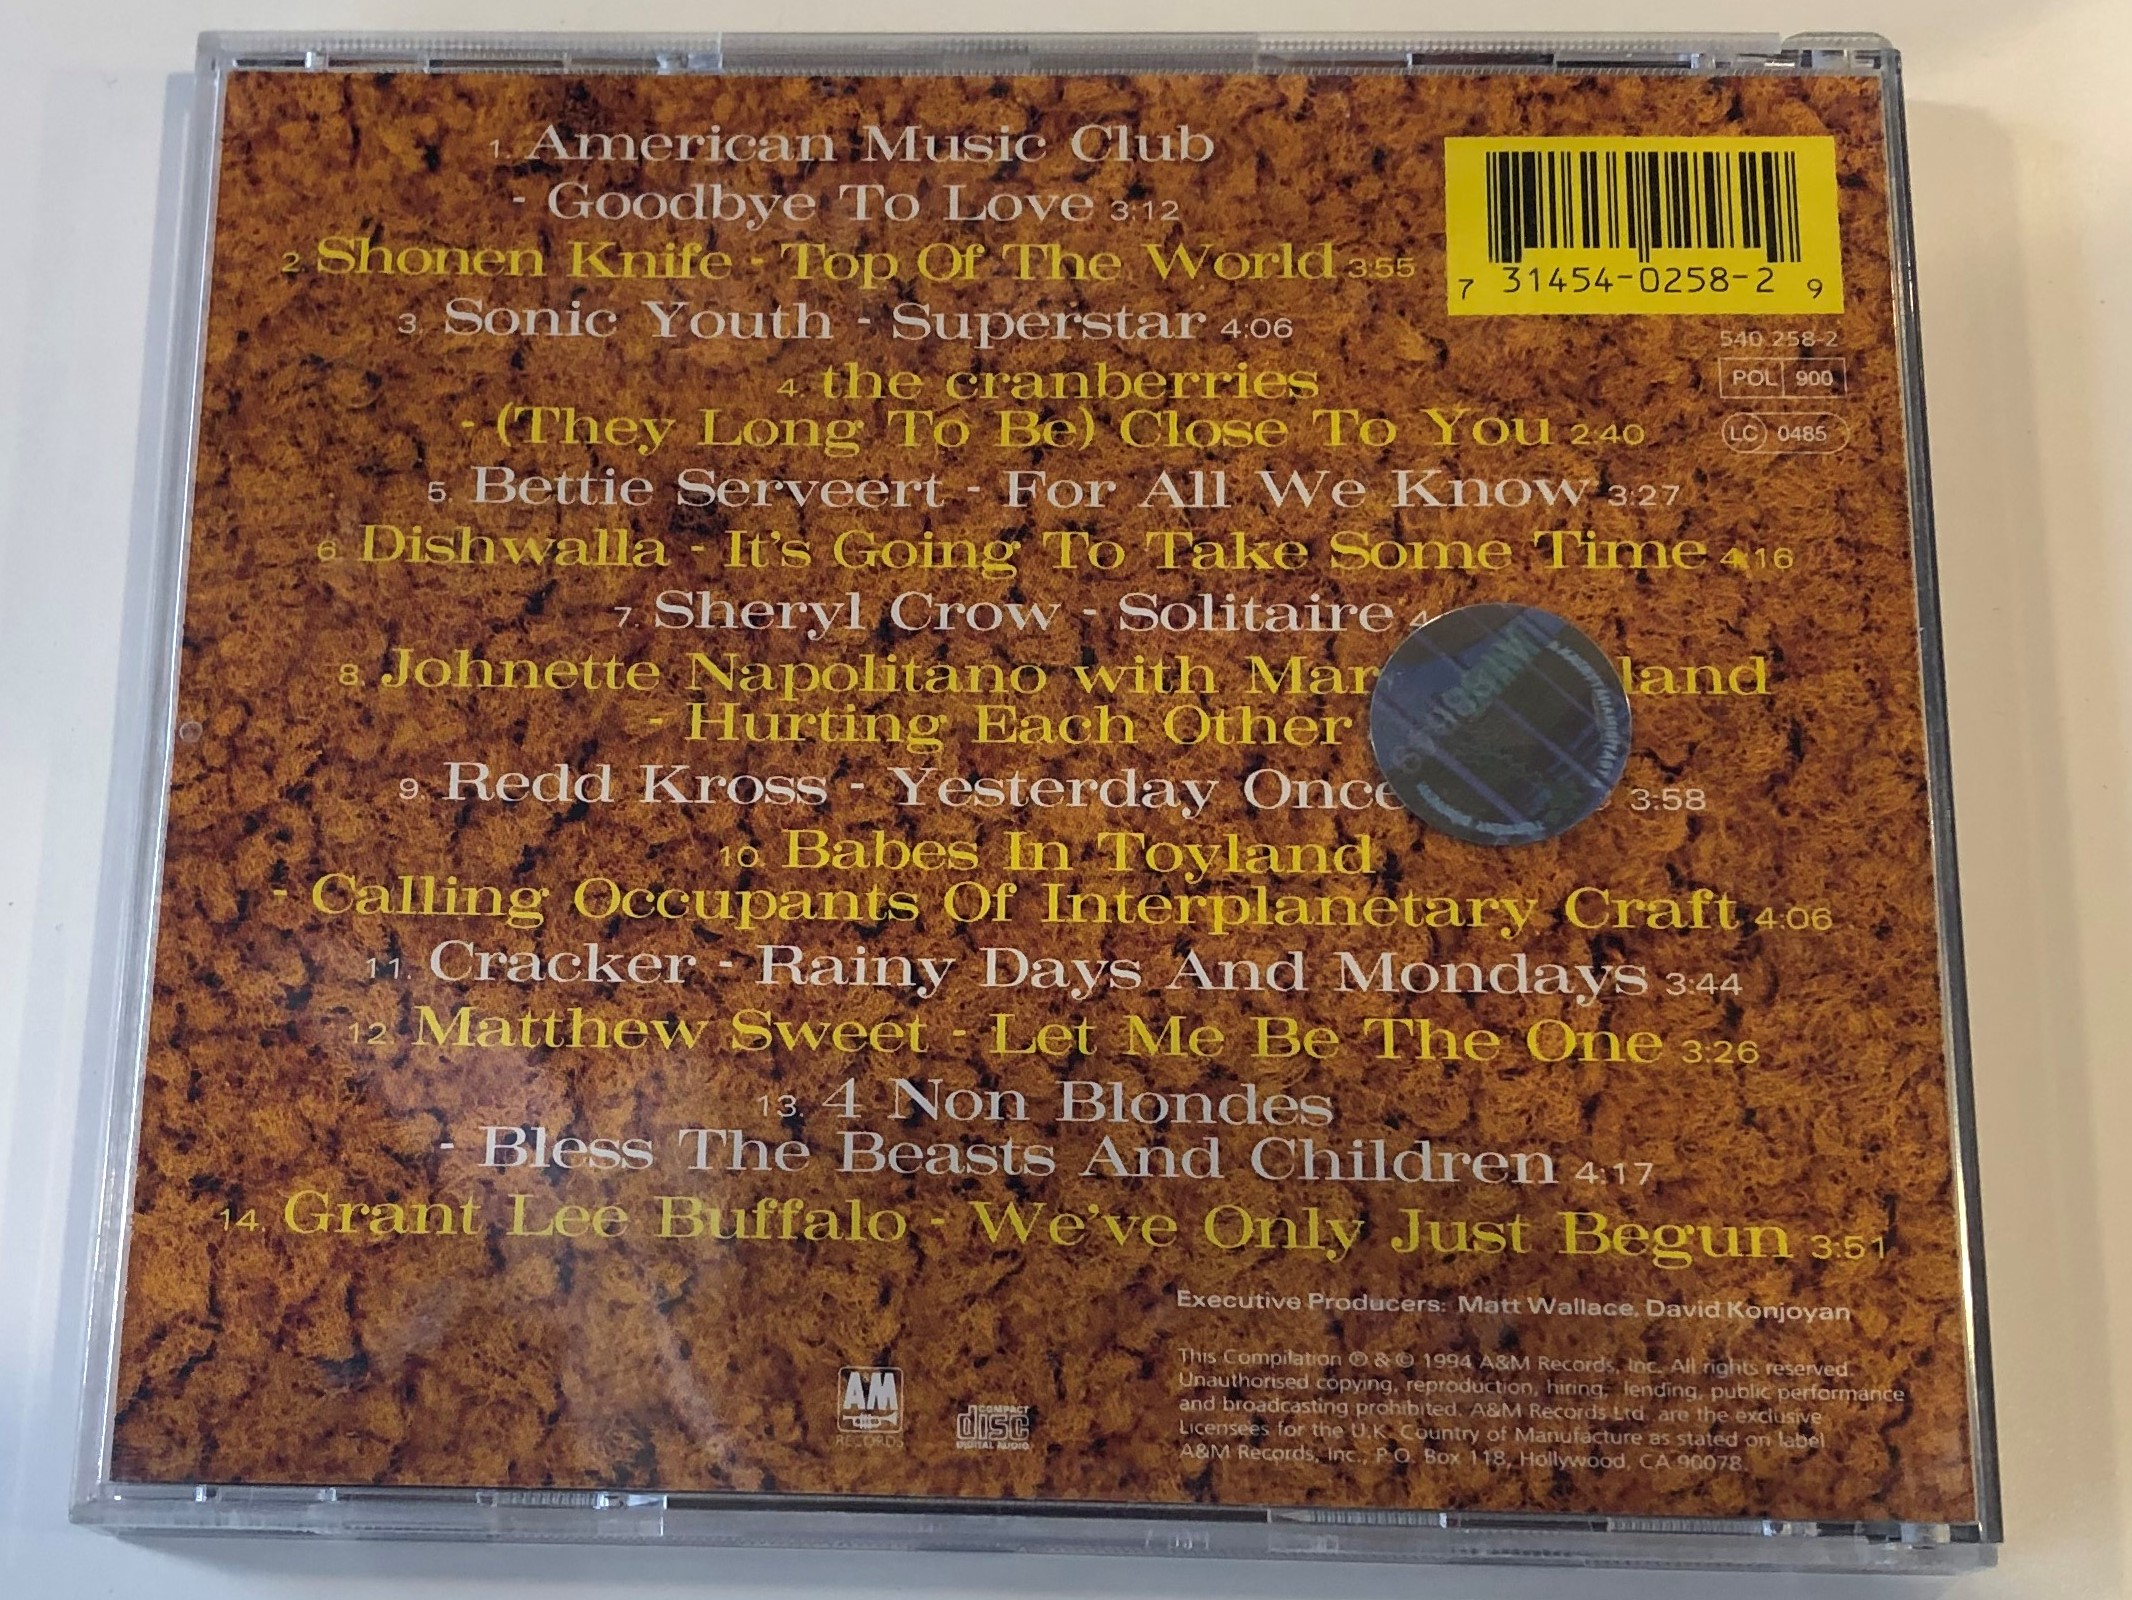 1. American Music Club
- Goodbye To Love 3:12
2 Shonen Knife - Top Of The World 3:55
3. Sonic Youth - Superstar 4:06
4. the cranberries
- (They Long To Be) Close To You 2:40
5. Bettie Serveert - For All We Know 3:27
6. Dishwalla - It's Going To Take Some Time 4:16
7. Sheryl Crow - Solitaire 4
8. Johnette Napolitano with Mar land
- Hurting Each Other
9. Redd Kross - Yesterday Once 3:58
10. Babes In Toyland
- Calling Occupants Of Interplanetary Craft 4:06
11. Cracker - Rainy Days And Mondays 3:44
12 Matthew Sweet - Let Me Be The One 3:26
13. 4 Non Blondes
- Bless The Beasts And Children 4:17
14. Grant Lee Buffalo - We've Only Just Begun 3:51
7 31454-0258-2 9
540 258-2
POL 900
LC 0485
Executive Producers: Matt Wallace, David Konjoyan
This Compilation ℗ & © 1994 A&M Records, Inc. All rights reserved.
Unauthorised copying, reproduction, hiring, lending, public performance
and broadcasting prohibited. A&M Records Ltd. are the exclusive
Licensees for the U.K. Country of Manufacture as stated on label
A&M Records, Inc., P.O. Box 118, Hollywood, CA 90078.
A&M
RECORDS
COMPACT
disc
DIGITAL AUDIO